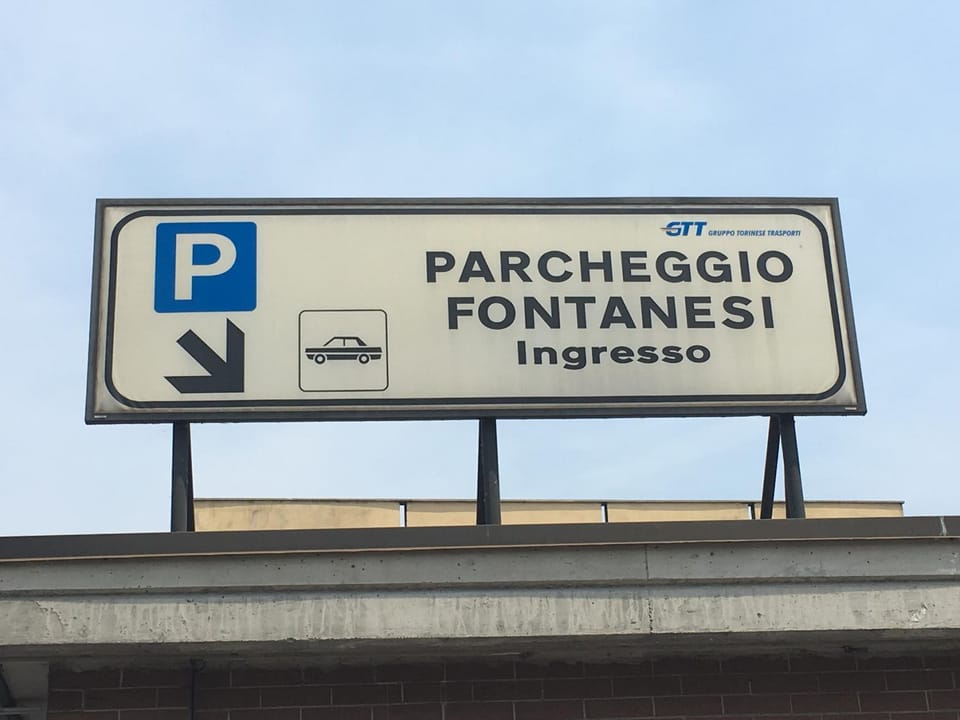 P
GTT GRUPPO TORINESE TRASPORTI
PARCHEGGIO
FONTANESI
Ingresso